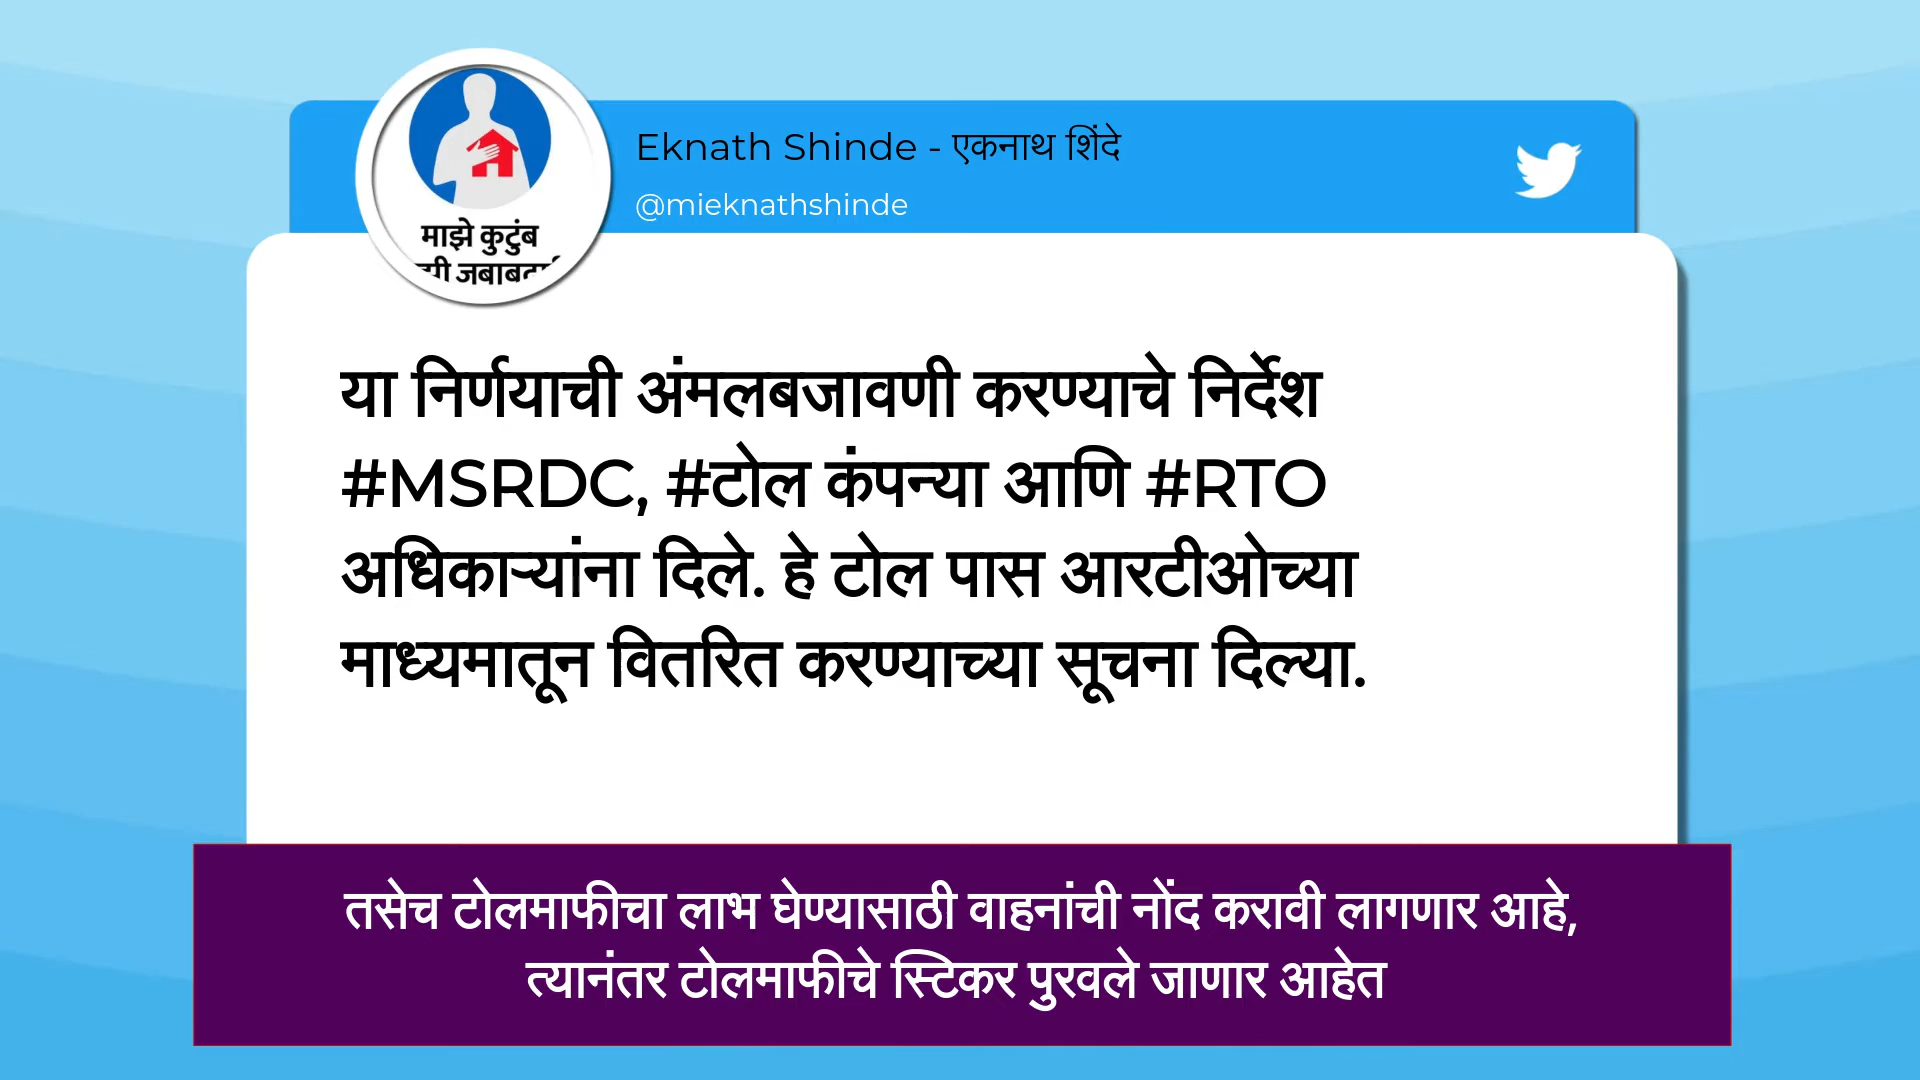 Eknath Shinde - एकनाथ शिंदे
@mieknathshinde
माझे कुटुंब
या निर्णयाची अंमलबजावणी करण्याचे निर्देश
#MSRDC, #टोल कंपन्या आणि #RTO
अधिकाऱ्यांना दिले. हे टोल पास आरटीओच्या
माध्यमातून वितरित करण्याच्या सूचना दिल्या.
तसेच टोलमाफीचा लाभ घेण्यासाठी वाहनांची नोंद करावी लागणार आहे,
त्यानंतर टोलमाफीचे स्टिकर पुरवले जाणार आहेत